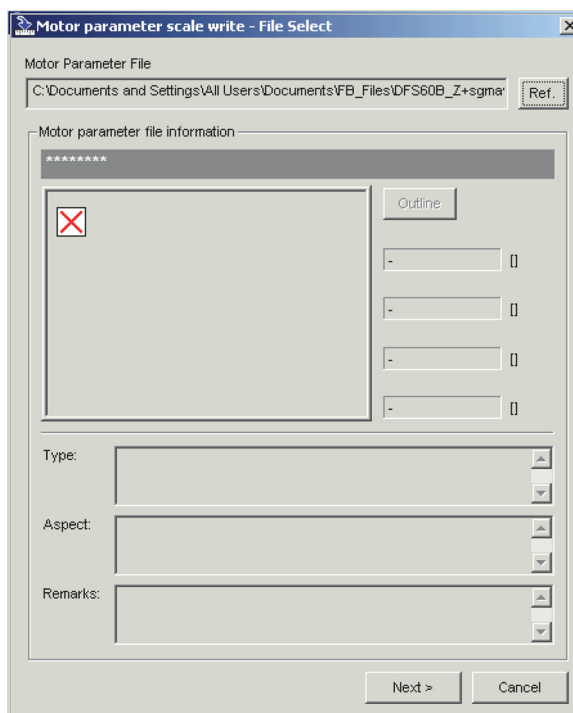 Motor parameter scale write - File Select
Motor Parameter File
C:\Documents and Settings\All Users\Documents\FB_Files\DFS60B_Z+sgma
Ref.
Motor parameter file information
********
Outline
- []
- []
- []
- []
Type:
Aspect:
Remarks:
Next >
Cancel